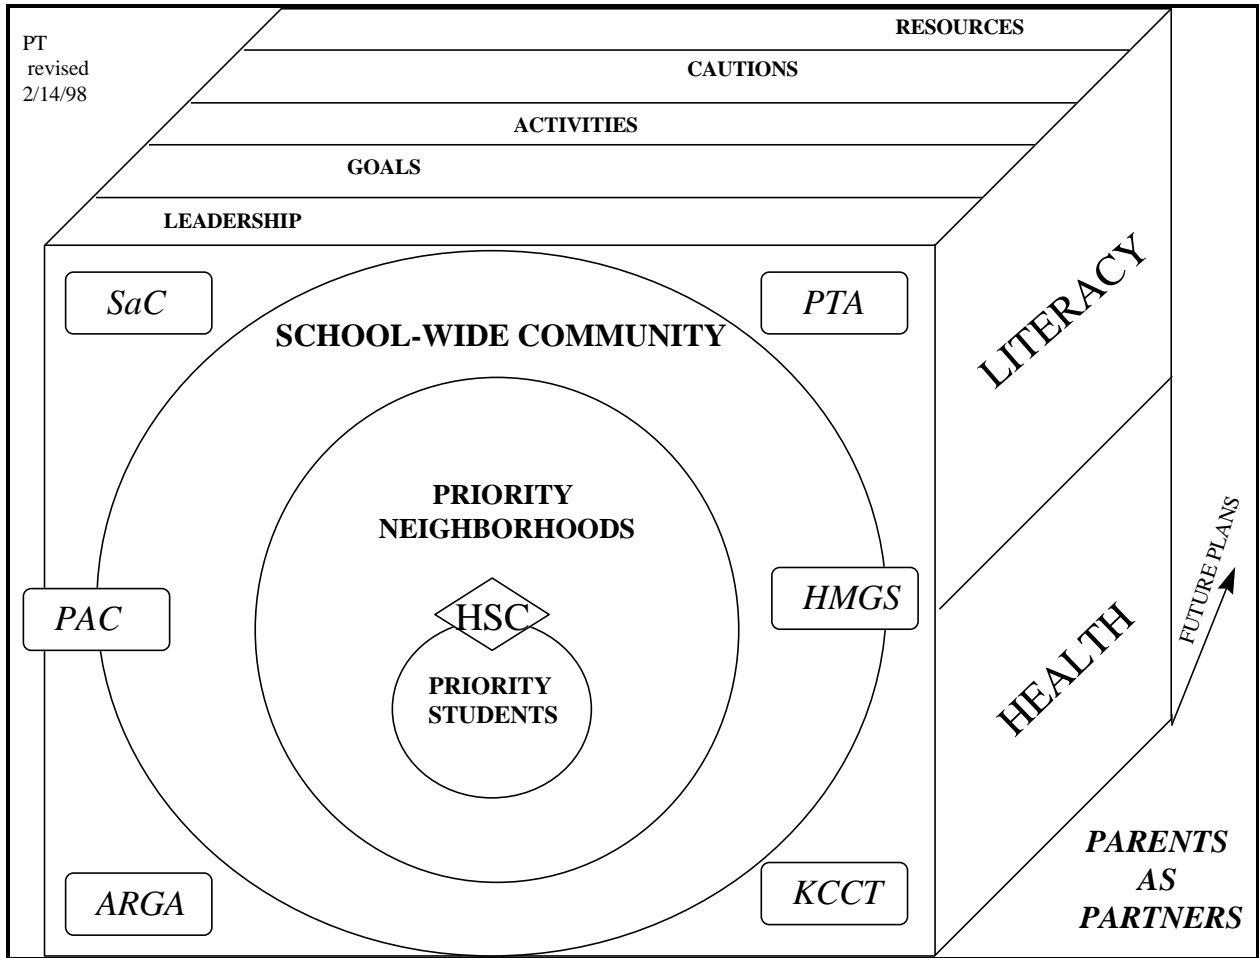 PT
revised
2/14/98
RESOURCES
CAUTIONS
ACTIVITIES
GOALS
LEADERSHIP
SaC
PTA
SCHOOL-WIDE COMMUNITY
LITERACY
PRIORITY
NEIGHBORHOODS
HSC
PAC
HMGS
PRIORITY
STUDENTS
HEALTH
FUTURE PLANS
ARGA
KCCT
PARENTS
AS
PARTNERS